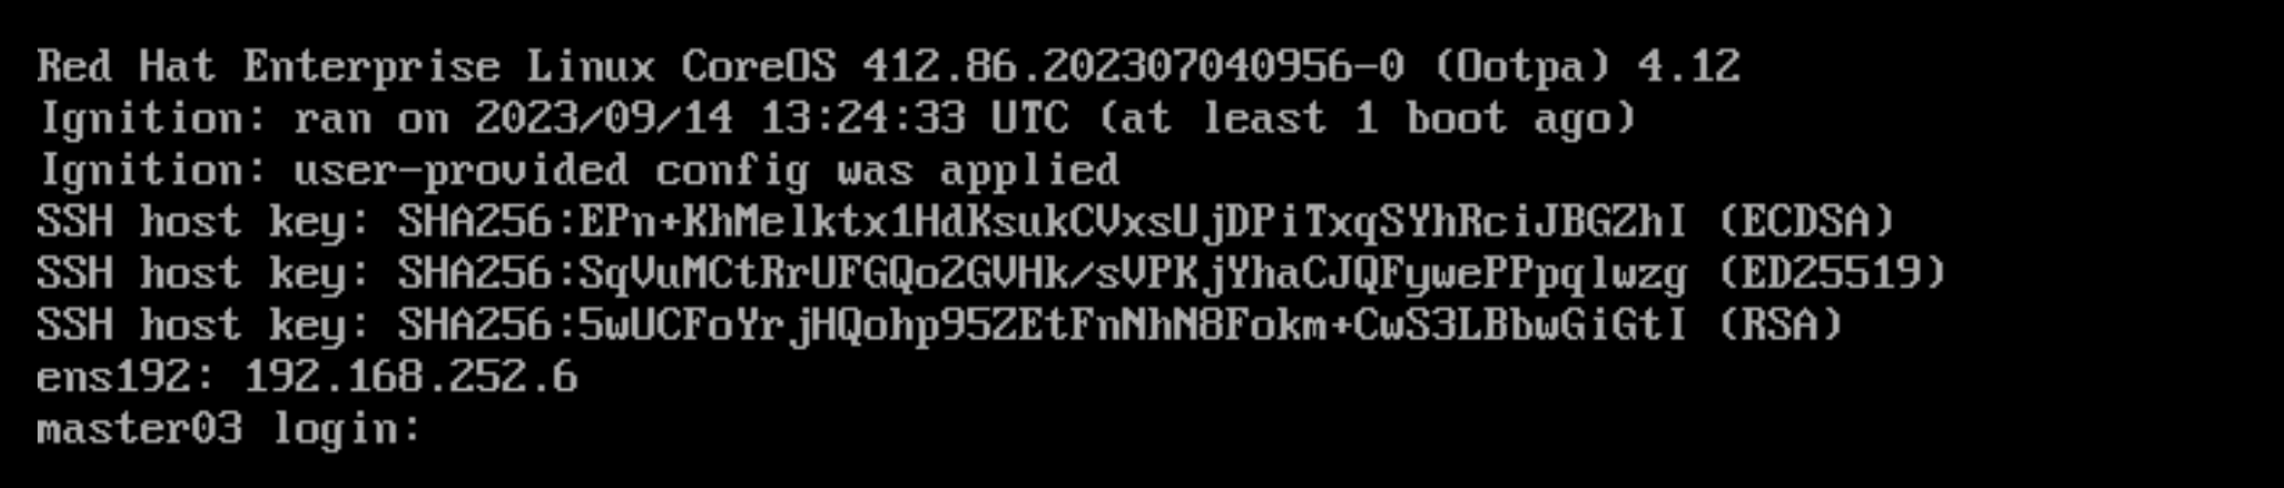 Red Hat Enterprise Linux CoreOS 412.86.202307040956-0 (Ootpa) 4.12
Ignition: ran on 2023/09/14 13:24:33 UTC (at least 1 boot ago)
Ignition: user-provided config was applied
SSH host key: SHA256:EPn+KhMelktx1HdKsukCVxsUjDPiTxqSYhRciJBGZhI (ECDSA)
SSH host key: SHA256:SqVuMCtRrUFGQo2GVHk/sVPKjYhaCJQFywePPpqlwzg (ED25519)
SSH host key: SHA256:5wUCFoYrjHQohp95ZEtFnNhN8Fokm+CwS3LBbwGiGtI (RSA)
ens192: 192.168.252.6
master03 login: